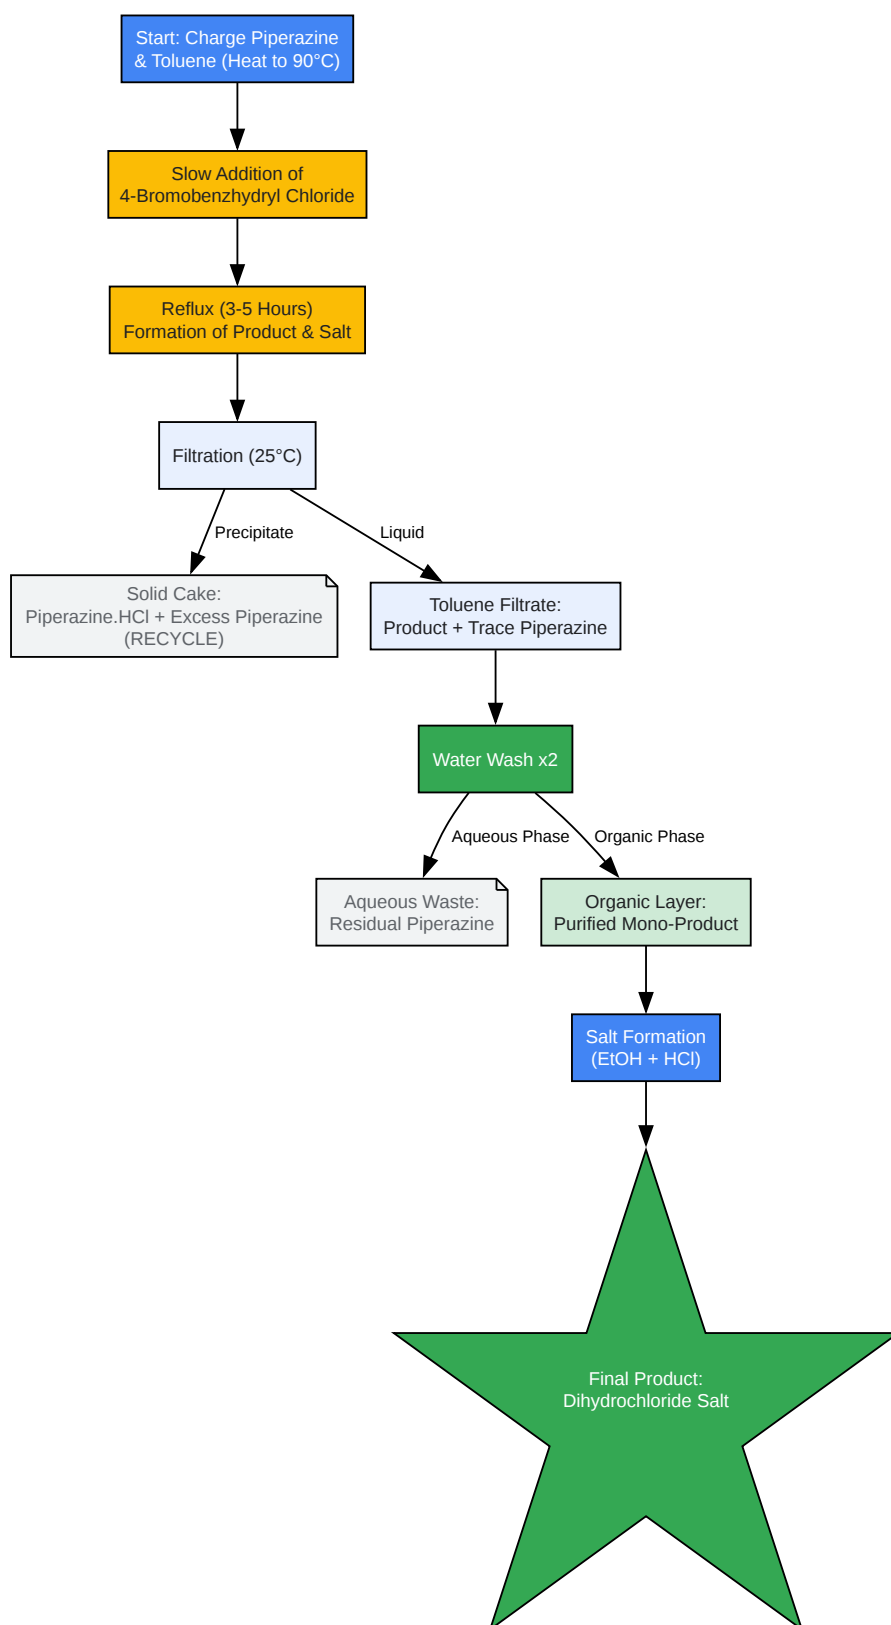 Start: Charge Piperazine
& Toluene (Heat to 90°C)
Slow Addition of
4-Bromobenzhydryl Chloride
Reflux (3-5 Hours)
Formation of Product & Salt
Filtration (25°C)
Precipitate
Liquid
Solid Cake:
Piperazine.HCl + Excess Piperazine
(RECYCLE)
Toluene Filtrate:
Product + Trace Piperazine
Water Wash x2
Aqueous Phase
Organic Phase
Aqueous Waste:
Residual Piperazine
Organic Layer:
Purified Mono-Product
Salt Formation
(EtOH + HCl)
Final Product:
Dihydrochloride Salt